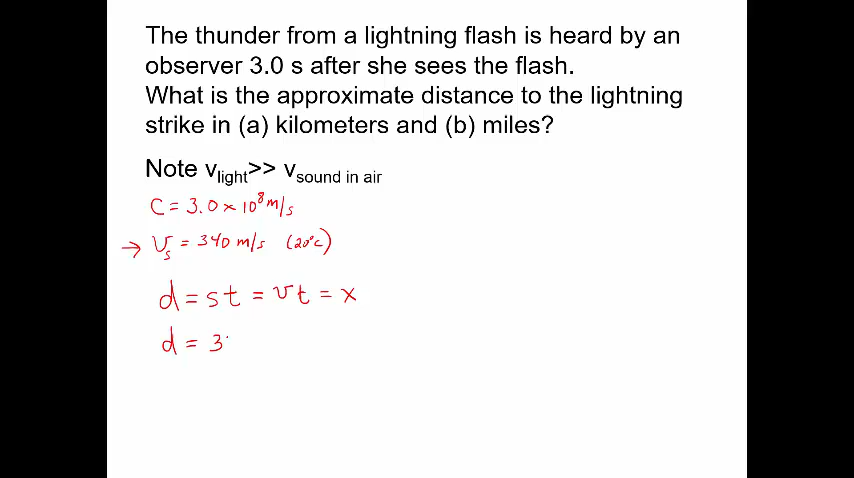 The thunder from a lightning flash is heard by an
observer 3.0 s after she sees the flash.
What is the approximate distance to the lightning
strike in (a) kilometers and (b) miles?
Note vlight>> vsound in air
C = 3.0 × 10⁸ m/s
→ vs = 340 m/s (20°C)
d = st = vt = x
d = 3